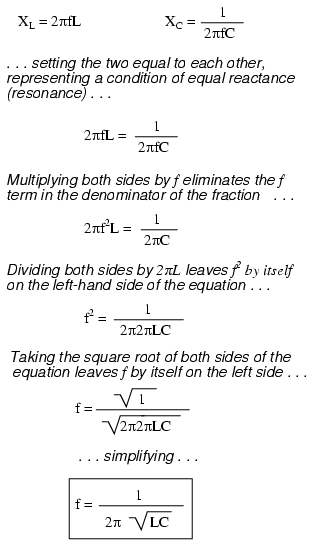 X_L = 2πfL    X_C = 1/(2πfC)
. . . setting the two equal to each other,
representing a condition of equal reactance
(resonance) . . .
2πfL = 1/(2πfC)
Multiplying both sides by f eliminates the f
term in the denominator of the fraction . . .
2πf²L = 1/(2πC)
Dividing both sides by 2πL leaves f² by itself
on the left-hand side of the equation . . .
f² = 1/(2π2πLC)
Taking the square root of both sides of the
equation leaves f by itself on the left side . . .
f = √1/√(2π2πLC)
. . . simplifying . . .
f = 1/(2π √LC)